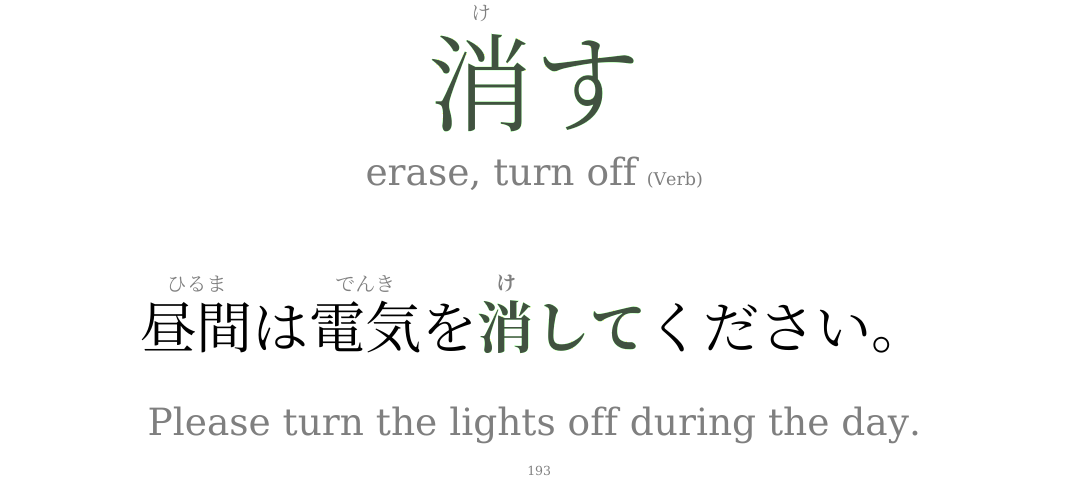 け
消す
erase, turn off (Verb)
ひるま でんき け
昼間は電気を消してください。
Please turn the lights off during the day.
193